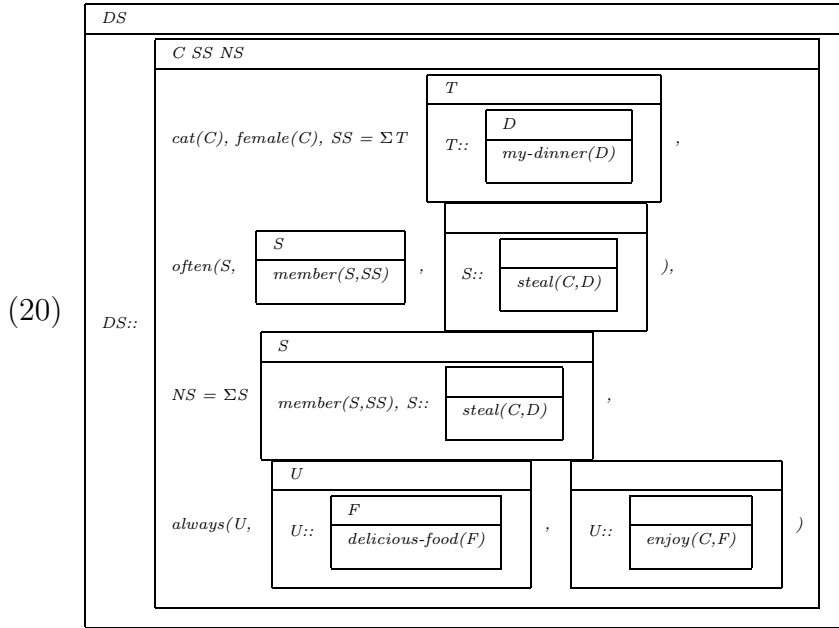 DS
C SS NS
T
D
cat(C), female(C), SS = ΣT T:: my-dinner(D) ,
S
often(S, member(S,SS) , S:: steal(C,D) ),
(20) DS::
S
NS = ΣS member(S,SS), S:: steal(C,D) ,
U
F
always(U, U:: delicious-food(F) , U:: enjoy(C,F) )